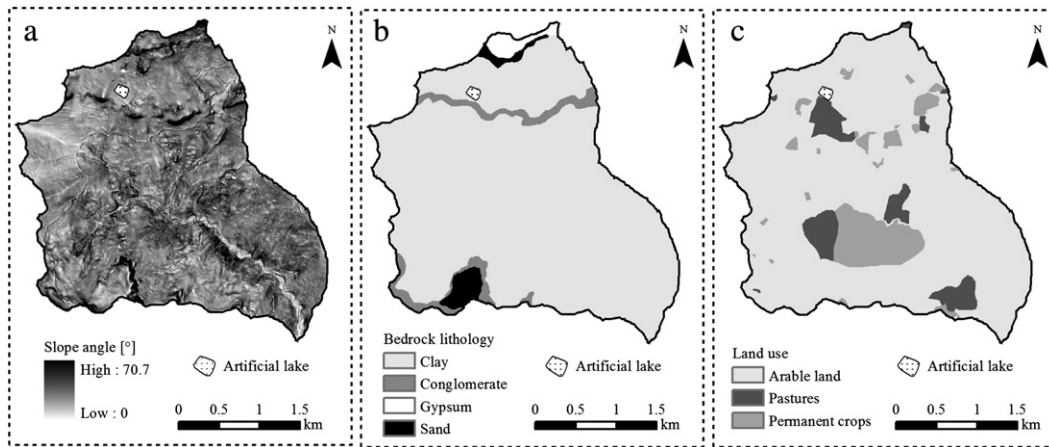 a
N
Slope angle [°]
High : 70.7
Low : 0
Artificial lake
0 0.5 1 1.5
km
b
N
Bedrock lithology
Clay
Conglomerate
Gypsum
Sand
Artificial lake
0 0.5 1 1.5
km
c
N
Land use
Arable land
Pastures
Permanent crops
Artificial lake
0 0.5 1 1.5
km